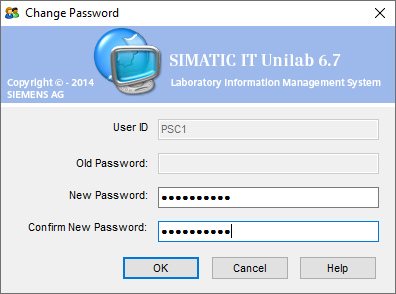 Change Password
SIMATIC IT Unilab 6.7
Copyright © - 2014
SIEMENS AG
Laboratory Information Management System
User ID
PSC1
Old Password:
New Password:
●●●●●●●●●●
Confirm New Password:
●●●●●●●●●●
OK
Cancel
Help